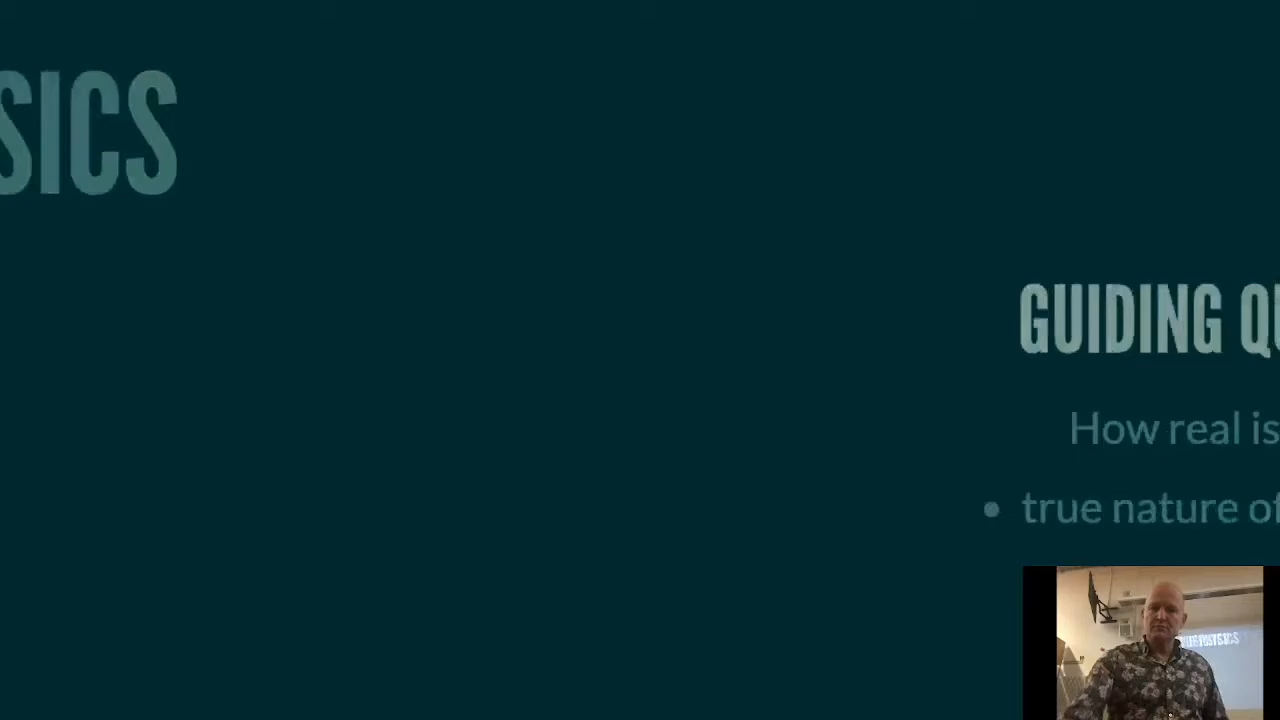 SICS
GUIDING QU
How real is
• true nature of